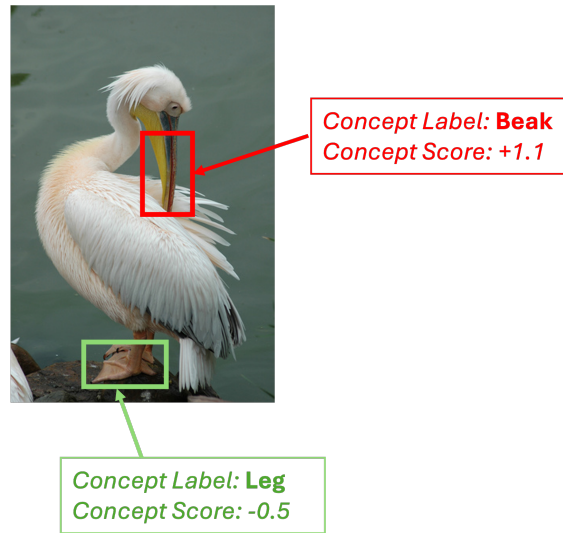 Concept Label: Beak
Concept Score: +1.1
Concept Label: Leg
Concept Score: -0.5